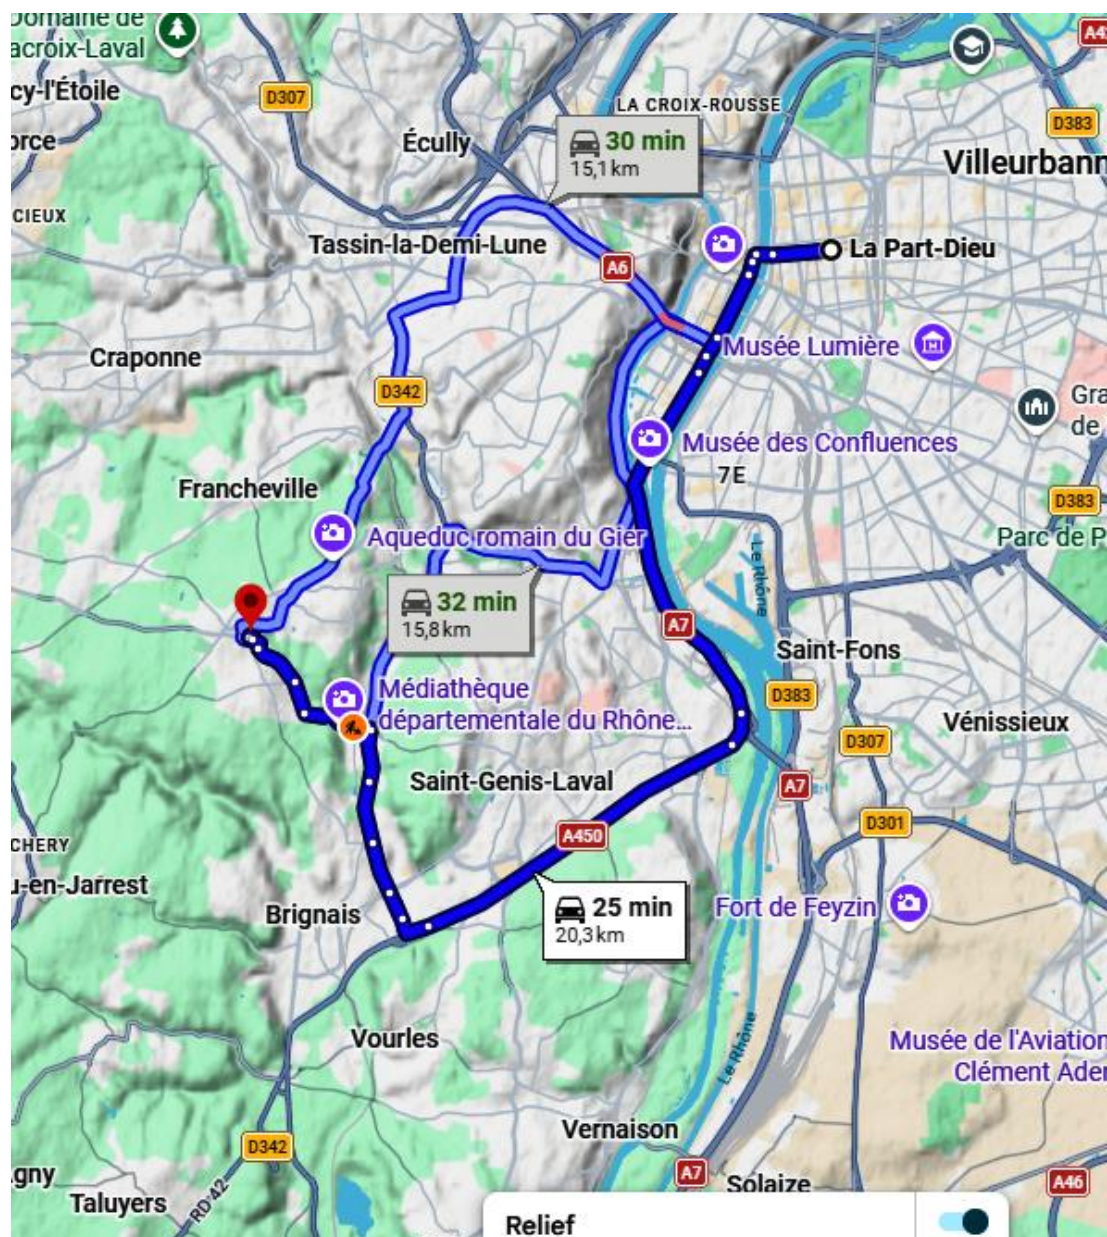 Domaine de
acroix-Laval
A4
cy-l'Étoile
D307
LA CROIX-ROUSSE
D383
orce
Écully
30 min
15,1 km
Villeurbann
CIEUX
Tassin-la-Demi-Lune
La Part-Dieu
A6
Craponne
Musée Lumière
D342
Gra
de
Musée des Confluences
7E
Francheville
D383
Aqueduc romain du Gier
Parc de P
Le Rhône
32 min
15,8 km
A7
Saint-Fons
Médiathèque
départementale du Rhône...
D383
Vénissieux
D307
Saint-Genis-Laval
A7
A450
D301
CHERY
u-en-Jarrest
Brignais
25 min
20,3 km
Fort de Feyzin
Vourles
Le Rhône
Musée de l'Aviation
Clément Ader
Vernaison
D342
A7
Solaize
A46
gny
Taluyers
RD 42
Relief